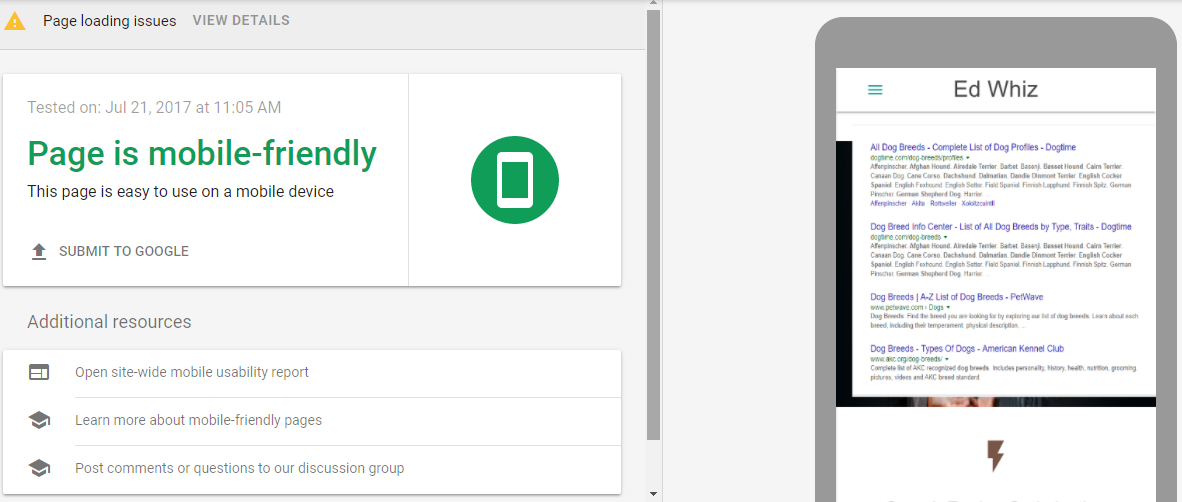 Page loading issues VIEW DETAILS
Tested on: Jul 21, 2017 at 11:05 AM
Page is mobile-friendly
This page is easy to use on a mobile device
SUBMIT TO GOOGLE
Additional resources
Open site-wide mobile usability report
Learn more about mobile-friendly pages
Post comments or questions to our discussion group
Ed Whiz
All Dog Breeds - Complete List of Dog Profiles - Dogtime
dogtime.com/dog-breeds/profiles
Affenpinscher. Afghan Hound. Airedale Terrier. Barbet. Basenji. Basset Hound. Cairn Terrier.
Canaan Dog. Cane Corso. Dachshund. Dalmatian. Dandie Dinmont Terrier. English Cocker
Spaniel. English Foxhound. English Setter. Field Spaniel. Finnish Lapphund. Finnish Spitz. German
Pinscher. German Shepherd Dog. Harrier. ...
Affenpinscher · Akita · Rottweiler · Xoloitzcuintli
Dog Breed Info Center - List of All Dog Breeds by Type, Traits - Dogtime
dogtime.com/dog-breeds
Affenpinscher. Afghan Hound. Airedale Terrier. Barbet. Basenji. Basset Hound. Cairn Terrier.
Canaan Dog. Cane Corso. Dachshund. Dalmatian. Dandie Dinmont Terrier. English Cocker
Spaniel. English Foxhound. English Setter. Field Spaniel. Finnish Lapphund. Finnish Spitz. German
Pinscher. German Shepherd Dog. Harrier. ...
Dog Breeds | A-Z List of Dog Breeds - PetWave
www.petwave.com › Dogs
Dog Breeds. Find the breed you are looking for by exploring our list of dog breeds. Learn about each
breed, including their temperament, physical description. ...
Dog Breeds - Types Of Dogs - American Kennel Club
www.akc.org/dog-breeds/
Complete list of AKC recognized dog breeds. Includes personality, history, health, nutrition, grooming,
pictures, videos and AKC breed standard.